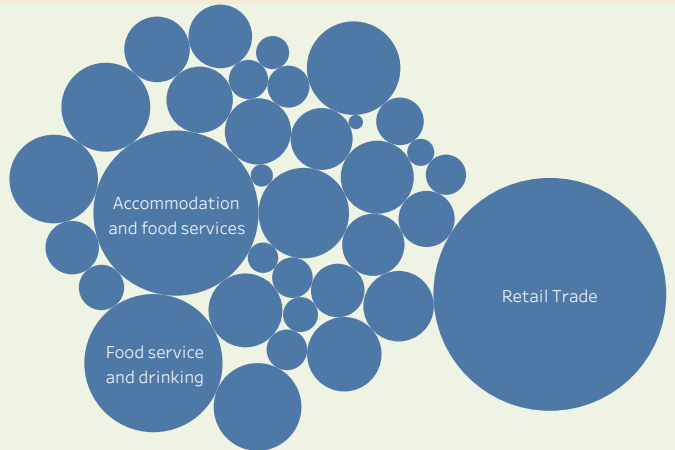 Accommodation
and food services
Retail Trade
Food service
and drinking